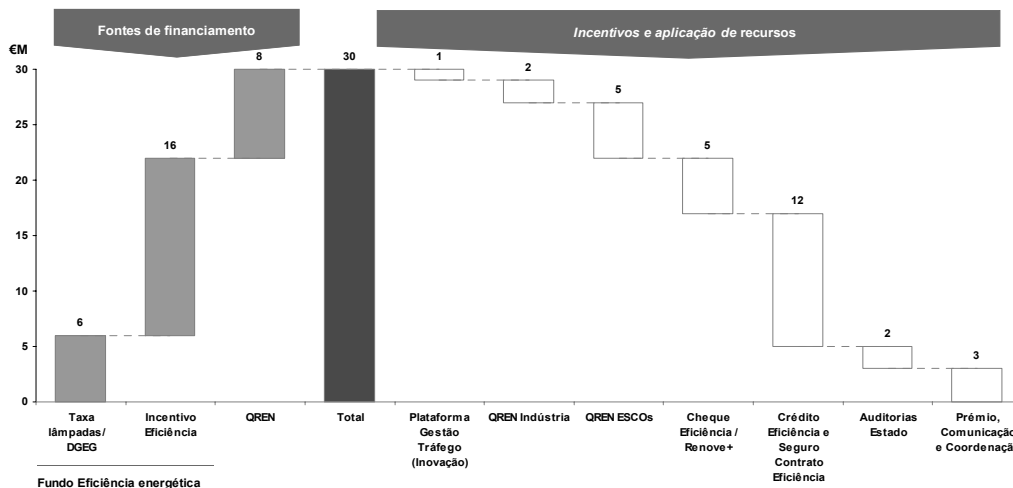 Fontes de financiamento
Incentivos e aplicação de recursos
€M
30
25
20
15
10
5
0
6
16
8
30
1
2
5
5
12
2
3
Taxa
lâmpadas/
DGEG
Incentivo
Eficiência
QREN
Total
Plataforma
Gestão
Tráfego
(Inovação)
QREN Indústria
QREN ESCOs
Cheque
Eficiência /
Renove+
Crédito
Eficiência e
Seguro
Contrato
Eficiência
Auditorias
Estado
Prémio,
Comunicação
e Coordenaçã
Fundo Eficiência energética